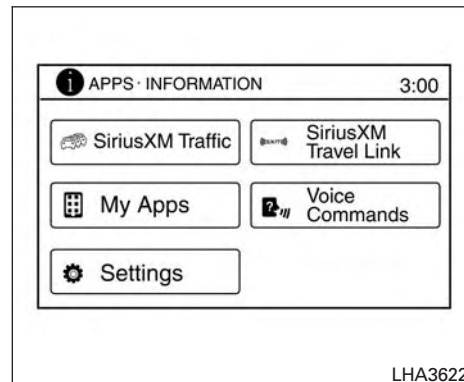 i APPS · INFORMATION 3:00
SiriusXM Traffic
SiriusXM
Travel Link
My Apps
Voice
Commands
Settings
LHA3622